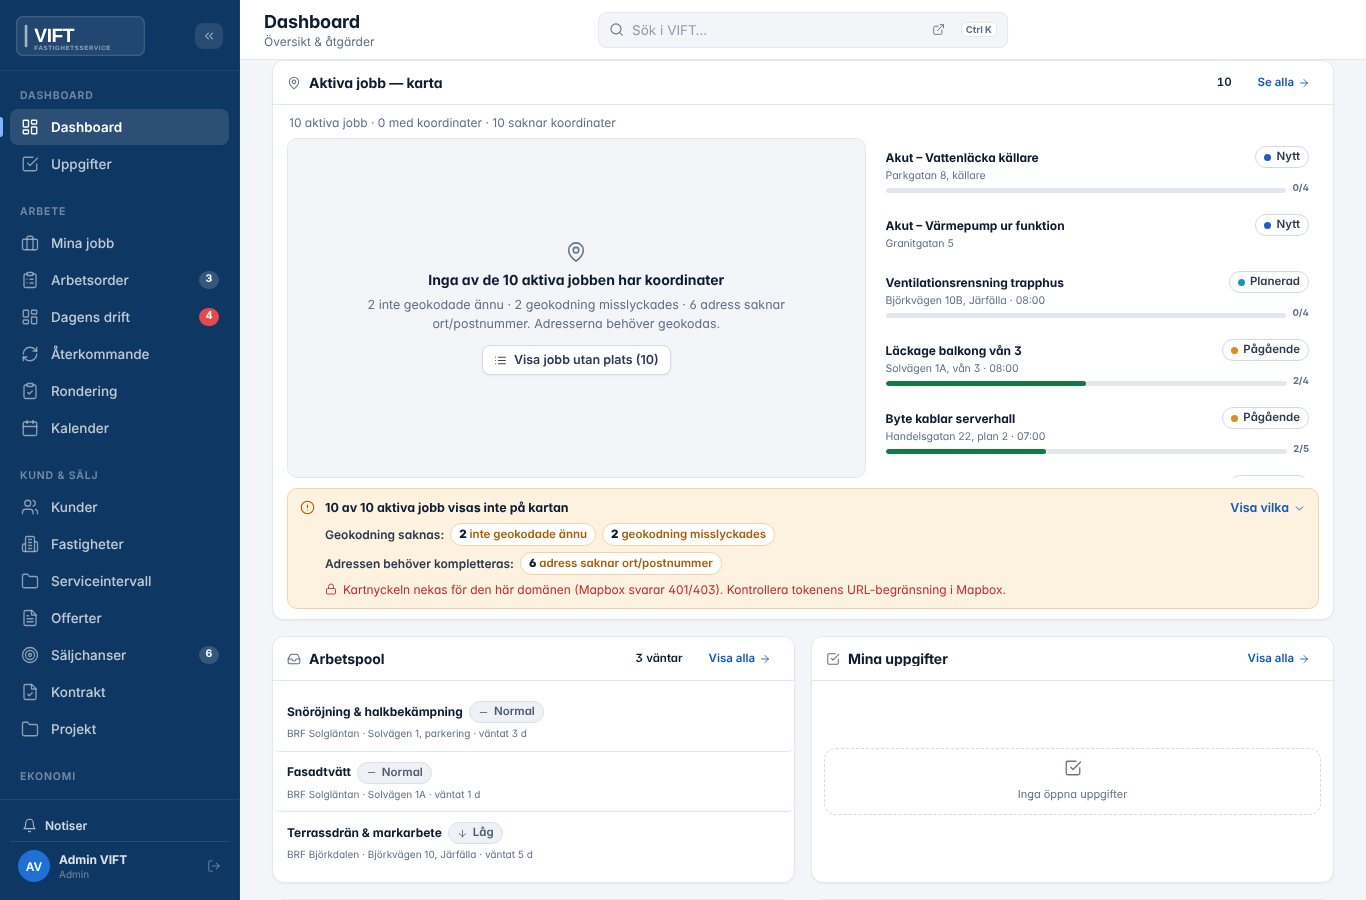 VIFT
FASTIGHETSSERVICE
DASHBOARD
Dashboard
Uppgifter
ARBETE
Mina jobb
Arbetsorder 3
Dagens drift 4
Återkommande
Rondering
Kalender
KUND & SÄLJ
Kunder
Fastigheter
Serviceintervall
Offerter
Säljchanser 6
Kontrakt
Projekt
EKONOMI
Notiser
AV
Admin VIFT
Admin
Dashboard
Översikt & åtgärder
Sök i VIFT... Ctrl K
Aktiva jobb — karta 10 Se alla →
10 aktiva jobb · 0 med koordinater · 10 saknar koordinater
Inga av de 10 aktiva jobben har koordinater
2 inte geokodade ännu · 2 geokodning misslyckades · 6 adress saknar
ort/postnummer. Adresserna behöver geokodas.
Visa jobb utan plats (10)
Akut – Vattenläcka källare Nytt
Parkgatan 8, källare
0/4
Akut – Värmepump ur funktion Nytt
Granitgatan 5
Ventilationsrensning trapphus Planerad
Björkvägen 10B, Järfälla · 08:00
0/4
Läckage balkong vån 3 Pågående
Solvägen 1A, vån 3 · 08:00
2/4
Byte kablar serverhall Pågående
Handelsgatan 22, plan 2 · 07:00
2/5
10 av 10 aktiva jobb visas inte på kartan Visa vilka
Geokodning saknas: 2 inte geokodade ännu 2 geokodning misslyckades
Adressen behöver kompletteras: 6 adress saknar ort/postnummer
Kartnyckeln nekas för den här domänen (Mapbox svarar 401/403). Kontrollera tokenens URL-begränsning i Mapbox.
Arbetspool 3 väntar Visa alla →
Snöröjning & halkbekämpning – Normal
BRF Solgläntan · Solvägen 1, parkering · väntat 3 d
Fasadtvätt – Normal
BRF Solgläntan · Solvägen 1A · väntat 1 d
Terrassdrän & markarbete ↓ Låg
BRF Björkdalen · Björkvägen 10, Järfälla · väntat 5 d
Mina uppgifter Visa alla →
Inga öppna uppgifter